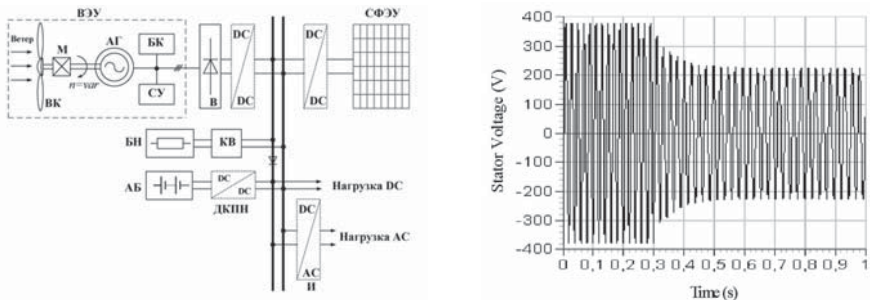 ВЭУ
Ветер
М
АГ
БК
n=var
ВК
СУ
В
DC
DC
DC
DC
СФЭУ
БН
КВ
АБ
DC
DC
ДКПН
Нагрузка DC
DC
AC
Нагрузка АС
И
Stator Voltage (V)
400
300
200
100
0
-100
-200
-300
-400
0 0,1 0,2 0,3 0,4 0,5 0,6 0,7 0,8 0,9 1
Time (s)